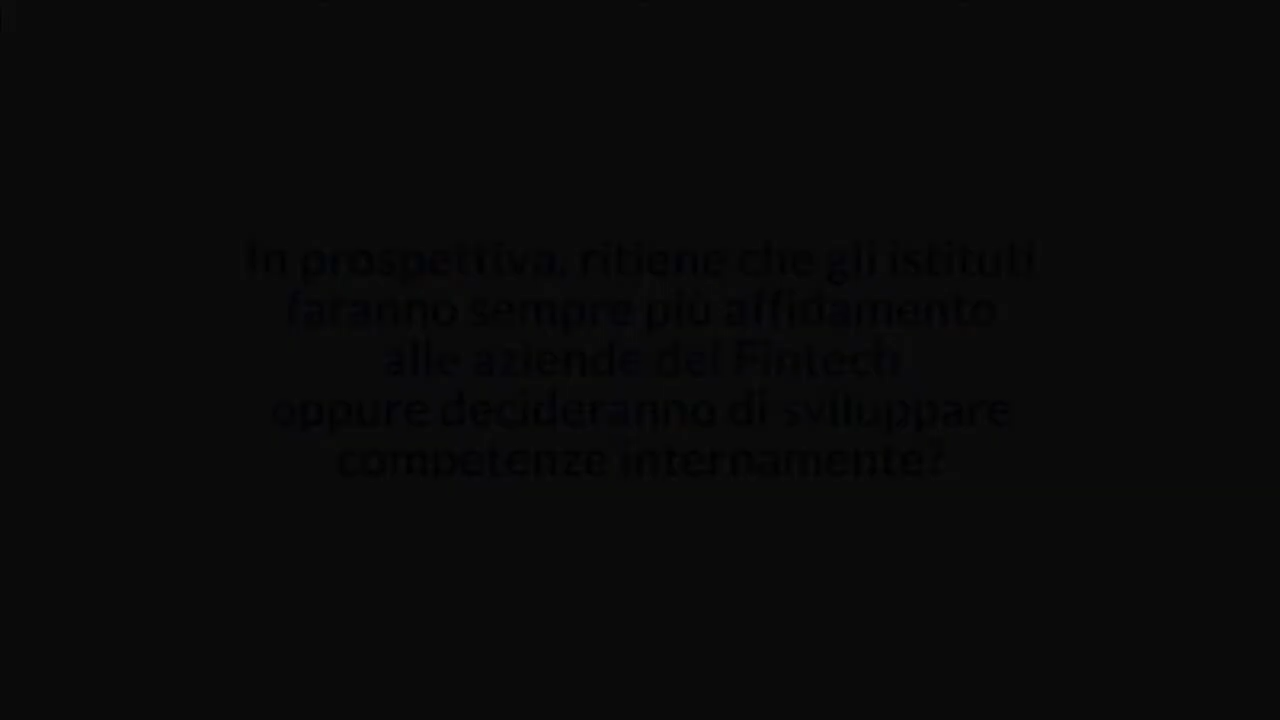 In prospettiva, ritiene che gli istituti
faranno sempre più affidamento
alle aziende del Fintech
oppure decideranno di sviluppare
competenze internamente?